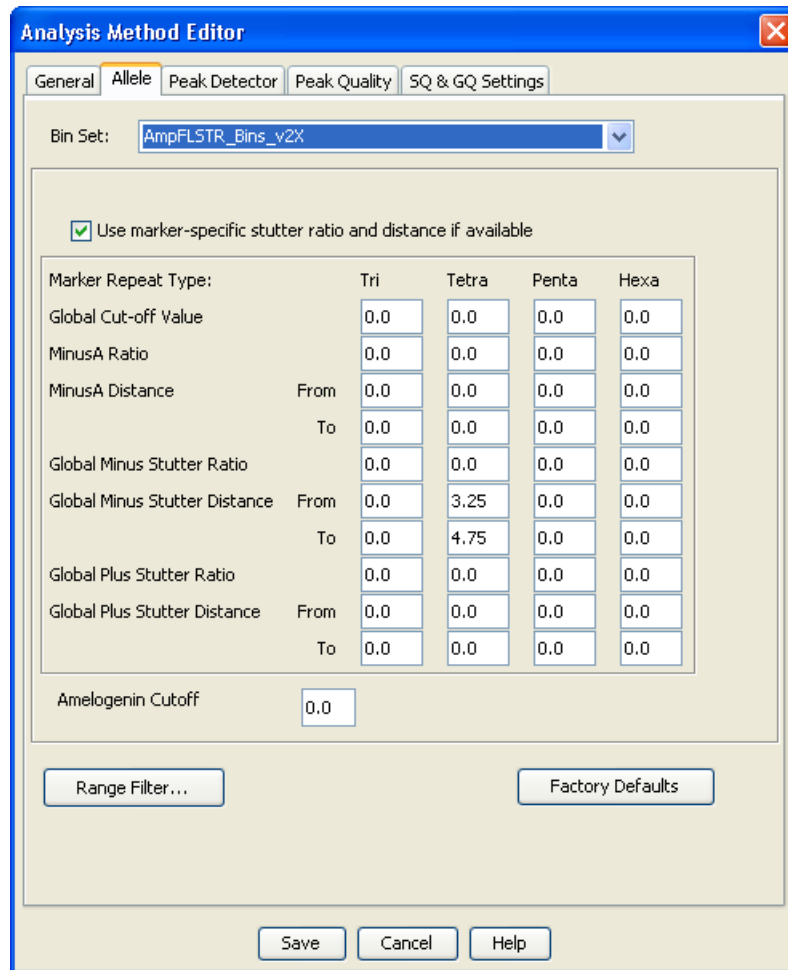 Analysis Method Editor
General Allele Peak Detector Peak Quality SQ & GQ Settings
Bin Set: AmpFLSTR_Bins_v2X
Use marker-specific stutter ratio and distance if available
Marker Repeat Type: Tri Tetra Penta Hexa
Global Cut-off Value 0.0 0.0 0.0 0.0
MinusA Ratio 0.0 0.0 0.0 0.0
MinusA Distance From 0.0 0.0 0.0 0.0
To 0.0 0.0 0.0 0.0
Global Minus Stutter Ratio 0.0 0.0 0.0 0.0
Global Minus Stutter Distance From 0.0 3.25 0.0 0.0
To 0.0 4.75 0.0 0.0
Global Plus Stutter Ratio 0.0 0.0 0.0 0.0
Global Plus Stutter Distance From 0.0 0.0 0.0 0.0
To 0.0 0.0 0.0 0.0
Amelogenin Cutoff 0.0
Range Filter... Factory Defaults
Save Cancel Help